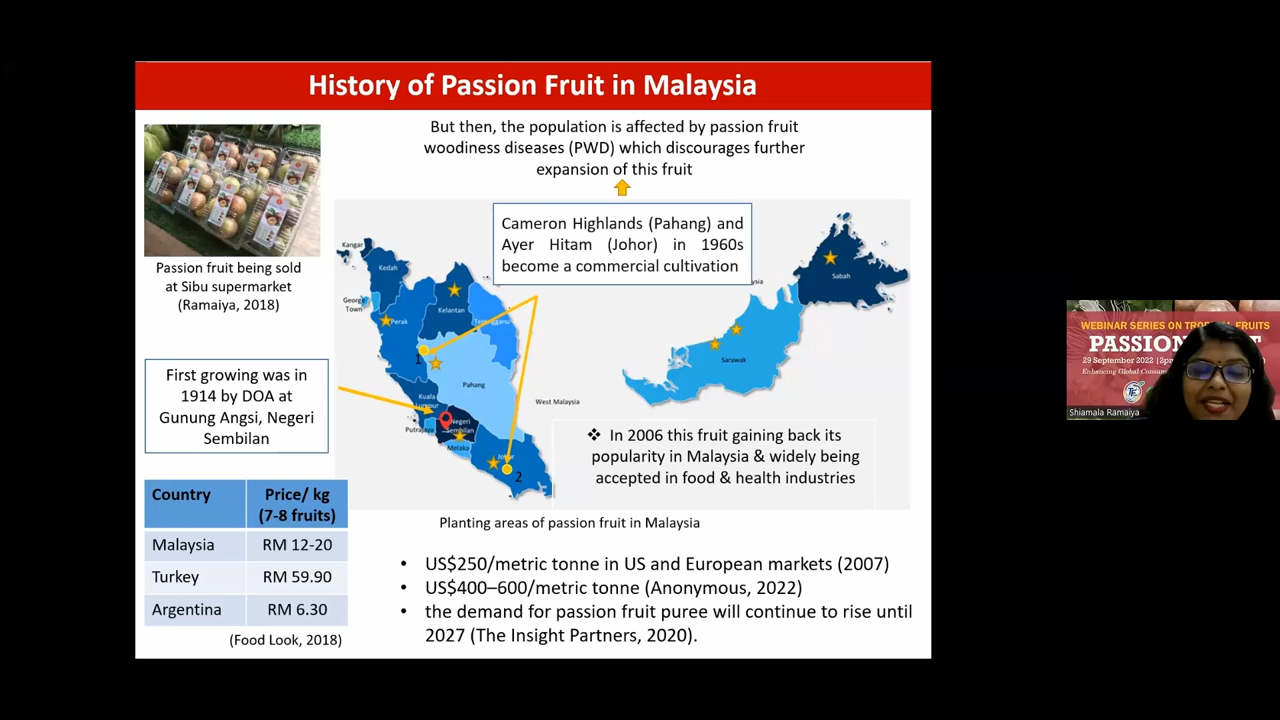 History of Passion Fruit in Malaysia
But then, the population is affected by passion fruit
woodiness diseases (PWD) which discourages further
expansion of this fruit
Passion fruit being sold
at Sibu supermarket
(Ramaiya, 2018)
Cameron Highlands (Pahang) and
Ayer Hitam (Johor) in 1960s
become a commercial cultivation
Kangar
Kedah
George
Town
Perak
Kelantan
Pahang
Kuala
Putrajaya
Negeri
Sembilan
Melaka
West Malaysia
Sabah
Sarawak
1
2
First growing was in
1914 by DOA at
Gunung Angsi, Negeri
Sembilan
❖ In 2006 this fruit gaining back its
popularity in Malaysia & widely being
accepted in food & health industries
Planting areas of passion fruit in Malaysia
Country Price/ kg
(7-8 fruits)
Malaysia RM 12-20
Turkey RM 59.90
Argentina RM 6.30
(Food Look, 2018)
• US$250/metric tonne in US and European markets (2007)
• US$400–600/metric tonne (Anonymous, 2022)
• the demand for passion fruit puree will continue to rise until
2027 (The Insight Partners, 2020).
WEBINAR SERIES ON FRUITS
PASSION
29 September 2022
Enhancing Global
Shiamala Ramaiya